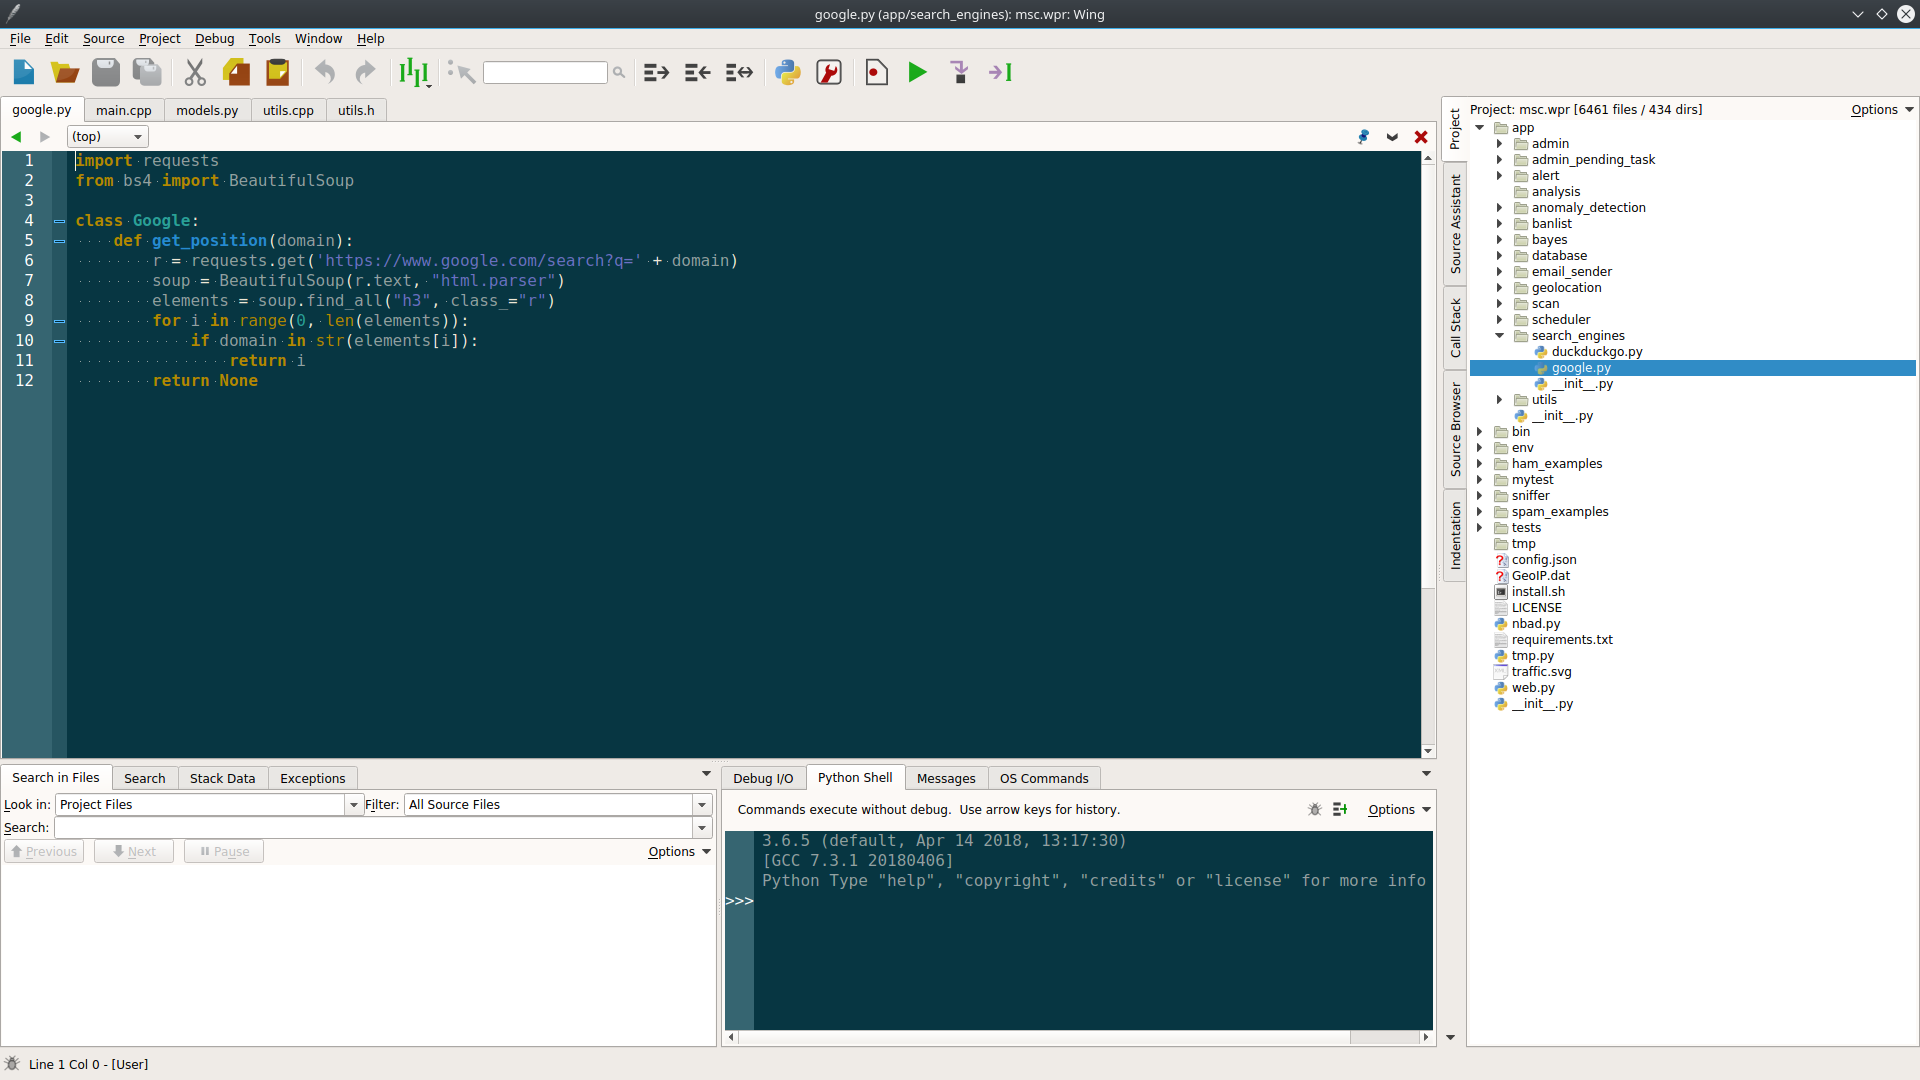 google.py (app/search_engines): msc.wpr: Wing
File Edit Source Project Debug Tools Window Help
google.py main.cpp models.py utils.cpp utils.h
(top)
1 import requests
2 from bs4 import BeautifulSoup
3
4 class Google:
5 def get_position(domain):
6 r = requests.get('https://www.google.com/search?q=' + domain)
7 soup = BeautifulSoup(r.text, "html.parser")
8 elements = soup.find_all("h3", class_="r")
9 for i in range(0, len(elements)):
10 if domain in str(elements[i]):
11 return i
12 return None
Project
Source Assistant
Call Stack
Source Browser
Indentation
Project: msc.wpr [6461 files / 434 dirs] Options
app
admin
admin_pending_task
alert
analysis
anomaly_detection
banlist
bayes
database
email_sender
geolocation
scan
scheduler
search_engines
duckduckgo.py
google.py
__init__.py
utils
__init__.py
bin
env
ham_examples
mytest
sniffer
spam_examples
tests
tmp
config.json
GeoIP.dat
install.sh
LICENSE
nbad.py
requirements.txt
tmp.py
traffic.svg
web.py
__init__.py
Search in Files Search Stack Data Exceptions
Look in: Project Files Filter: All Source Files
Search:
Previous Next Pause Options
Debug I/O Python Shell Messages OS Commands
Commands execute without debug. Use arrow keys for history. Options
3.6.5 (default, Apr 14 2018, 13:17:30)
[GCC 7.3.1 20180406]
Python Type "help", "copyright", "credits" or "license" for more info
>>>
Line 1 Col 0 - [User]